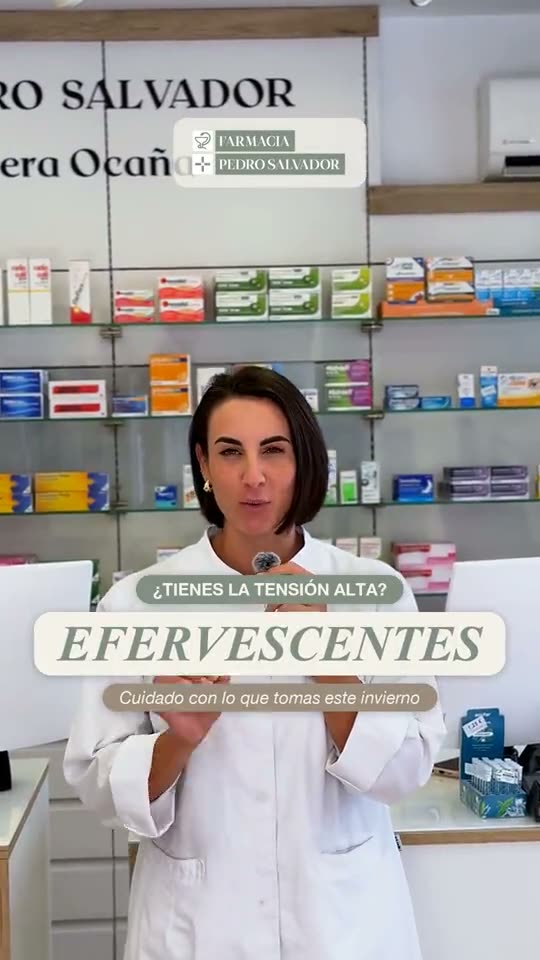 RO SALVADOR
era Ocaña
FARMACIA
PEDRO SALVADOR
¿TIENES LA TENSIÓN ALTA?
EFERVESCENTES
Cuidado con lo que tomas este invierno